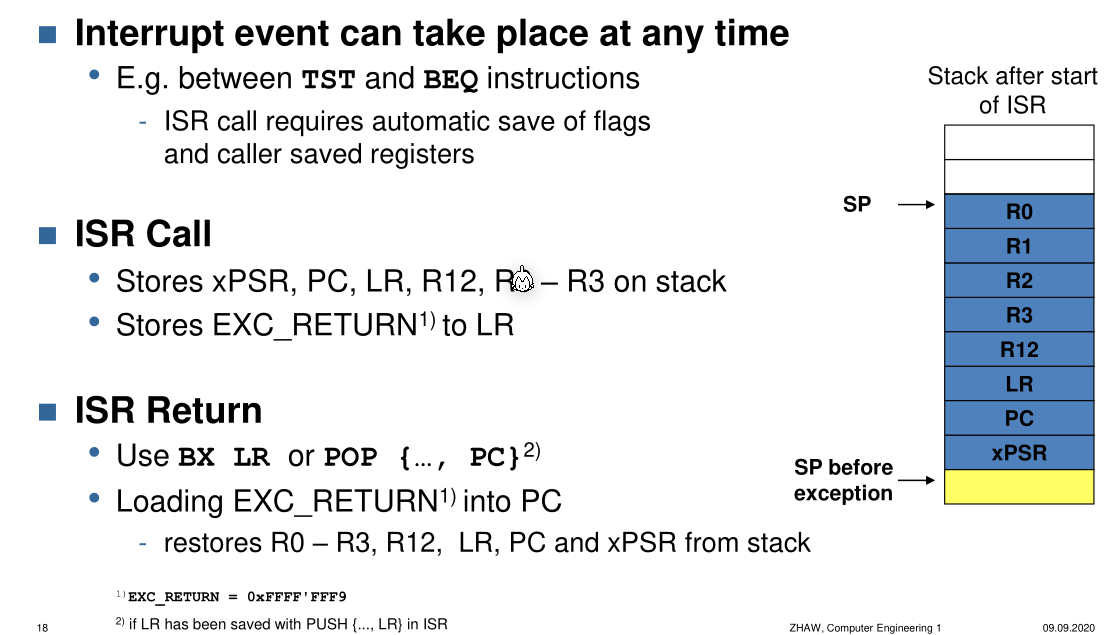 Interrupt event can take place at any time
E.g. between TST and BEQ instructions
- ISR call requires automatic save of flags
and caller saved registers
ISR Call
Stores xPSR, PC, LR, R12, – R3 on stack
Stores EXC_RETURN1) to LR
ISR Return
Use BX LR or POP {…, PC}2)
Loading EXC_RETURN1) into PC
- restores R0 – R3, R12, LR, PC and xPSR from stack
1) EXC_RETURN = 0xFFFF'FFF9
2) if LR has been saved with PUSH {..., LR} in ISR
Stack after start
of ISR
SP
R0
R1
R2
R3
R12
LR
PC
xPSR
SP before
exception
18
ZHAW, Computer Engineering 1
09.09.2020